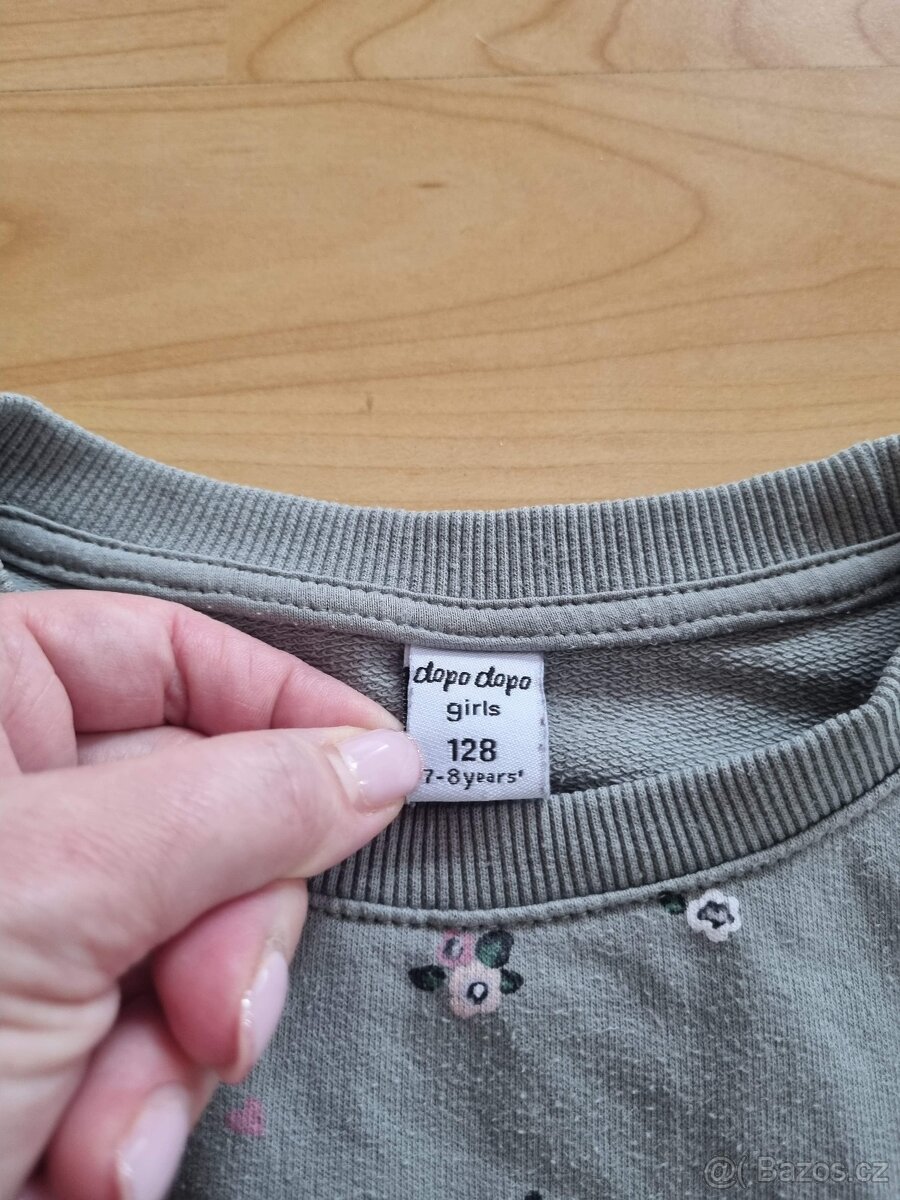 dopo dopo
girls
128
7-8years'
@( Bazos.cz